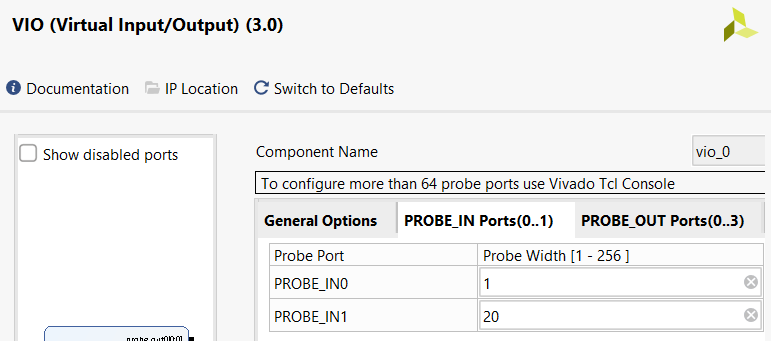 VIO (Virtual Input/Output) (3.0)
Documentation IP Location Switch to Defaults
Show disabled ports
Component Name vio_0
To configure more than 64 probe ports use Vivado Tcl Console
General Options PROBE_IN Ports(0..1) PROBE_OUT Ports(0..3)
Probe Port Probe Width [1 - 256 ]
PROBE_IN0 1
PROBE_IN1 20